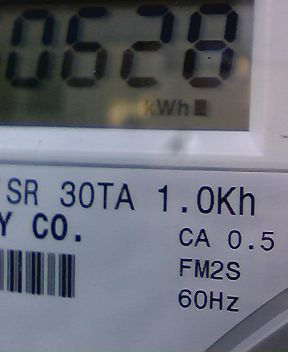 0628
kWh
SR 30TA 1.0Kh
Y CO.
CA 0.5
FM2S
60Hz